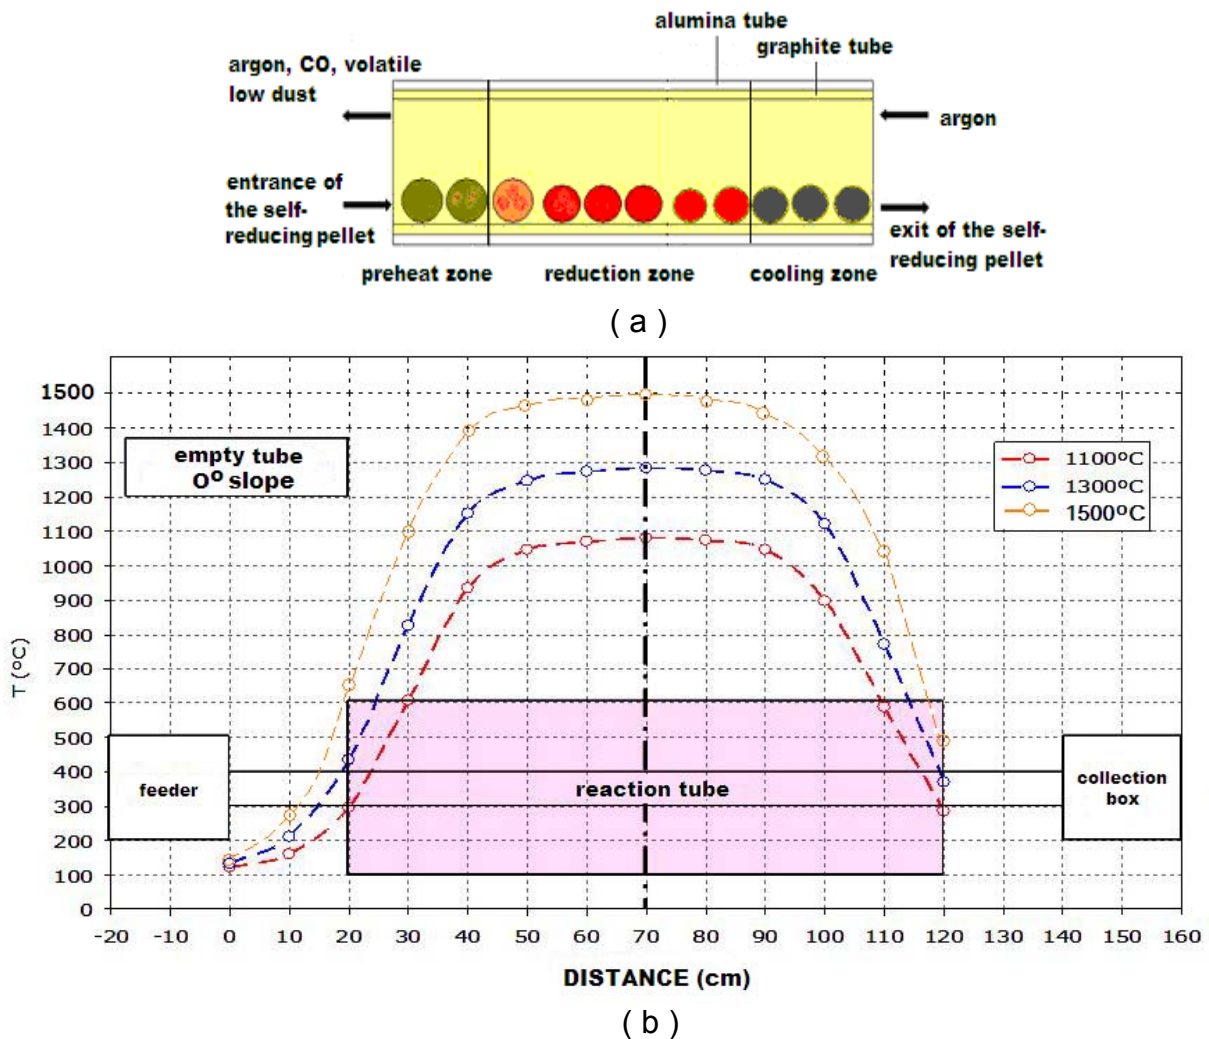 alumina tube
graphite tube
argon, CO, volatile
low dust
argon
entrance of
the self-
reducing pellet
exit of the self-
reducing pellet
preheat zone
reduction zone
cooling zone
( a )
1500
1400
1300
1200
1100
1000
900
800
700
600
500
400
300
200
100
0
T (ºC)
empty tube
0º slope
1100ºC
1300ºC
1500ºC
feeder
reaction tube
collection
box
-20 -10 0 10 20 30 40 50 60 70 80 90 100 110 120 130 140 150 160
DISTANCE (cm)
( b )